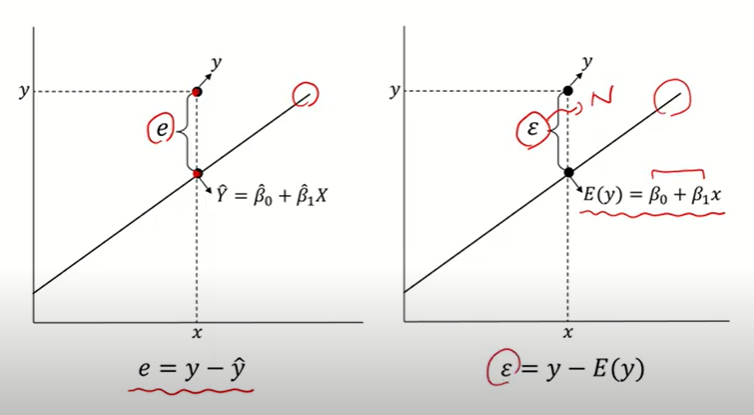 y
y
e
Ŷ = β̂₀ + β̂₁X
x
e = y − ŷ
y
y
N
ε
E(y) = β₀ + β₁x
x
ε = y − E(y)